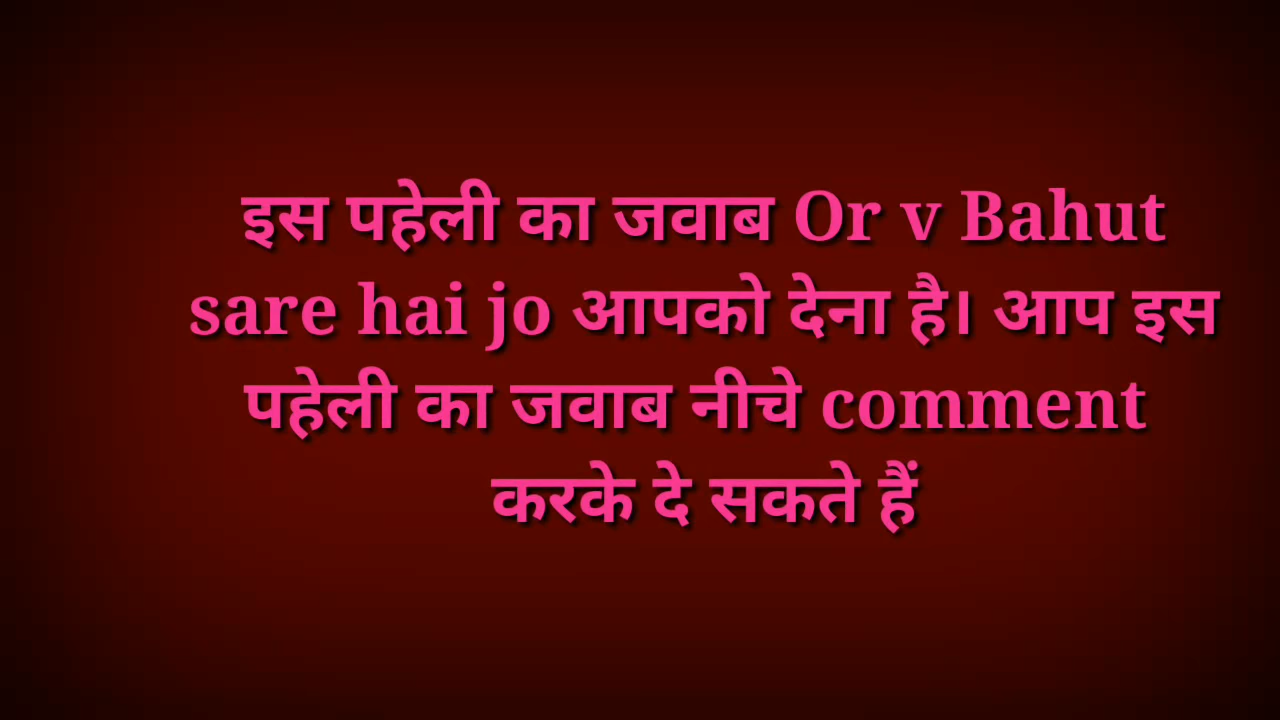 इस पहेली का जवाब Or v Bahut
sare hai jo आपको देना है। आप इस
पहेली का जवाब नीचे comment
करके दे सकते हैं